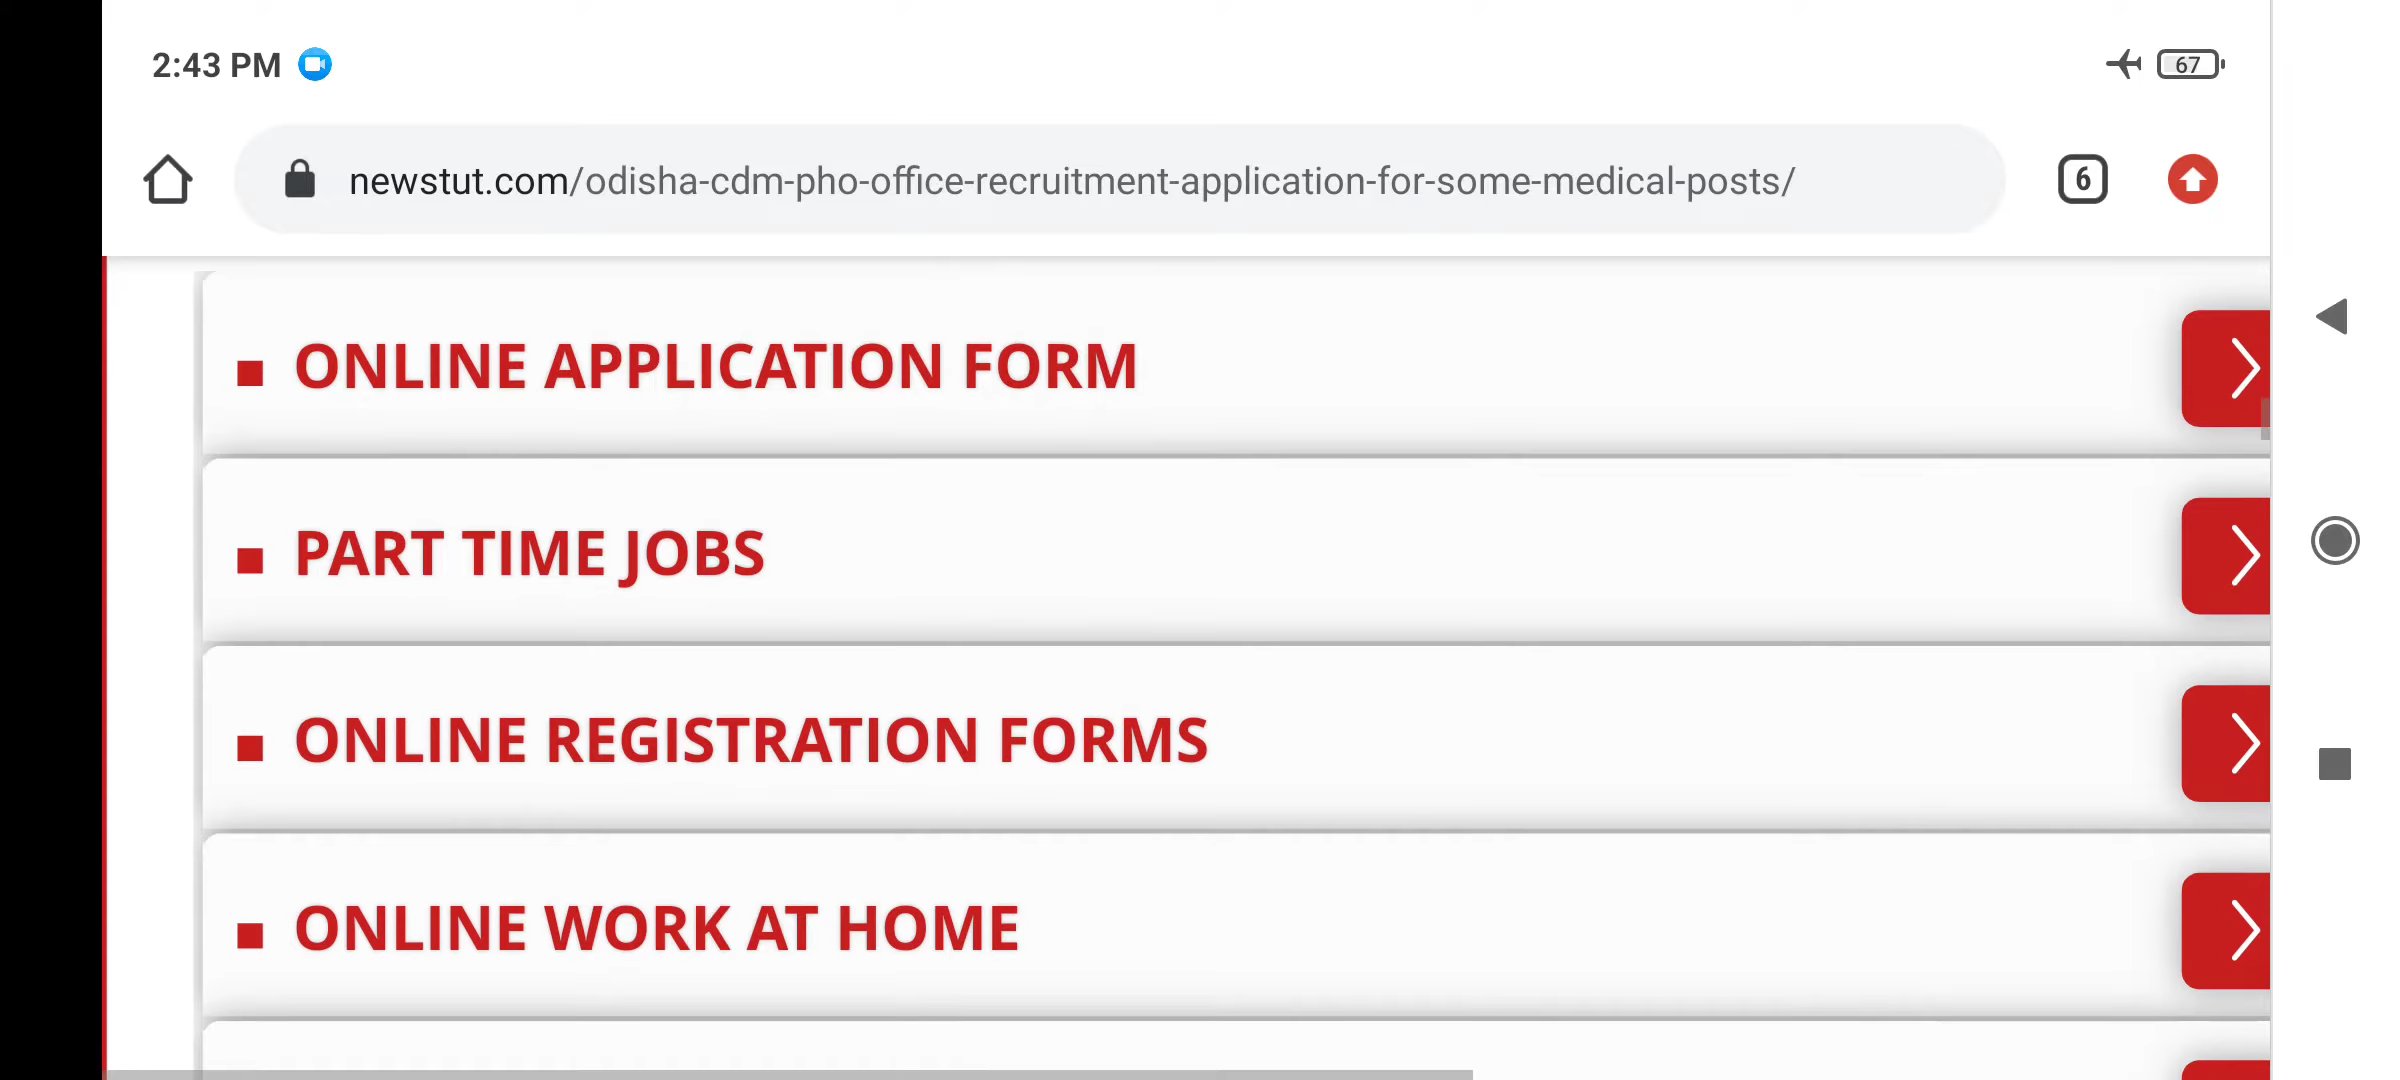 2:43 PM
67
newstut.com/odisha-cdm-pho-office-recruitment-application-for-some-medical-posts/
6
ONLINE APPLICATION FORM
PART TIME JOBS
ONLINE REGISTRATION FORMS
ONLINE WORK AT HOME